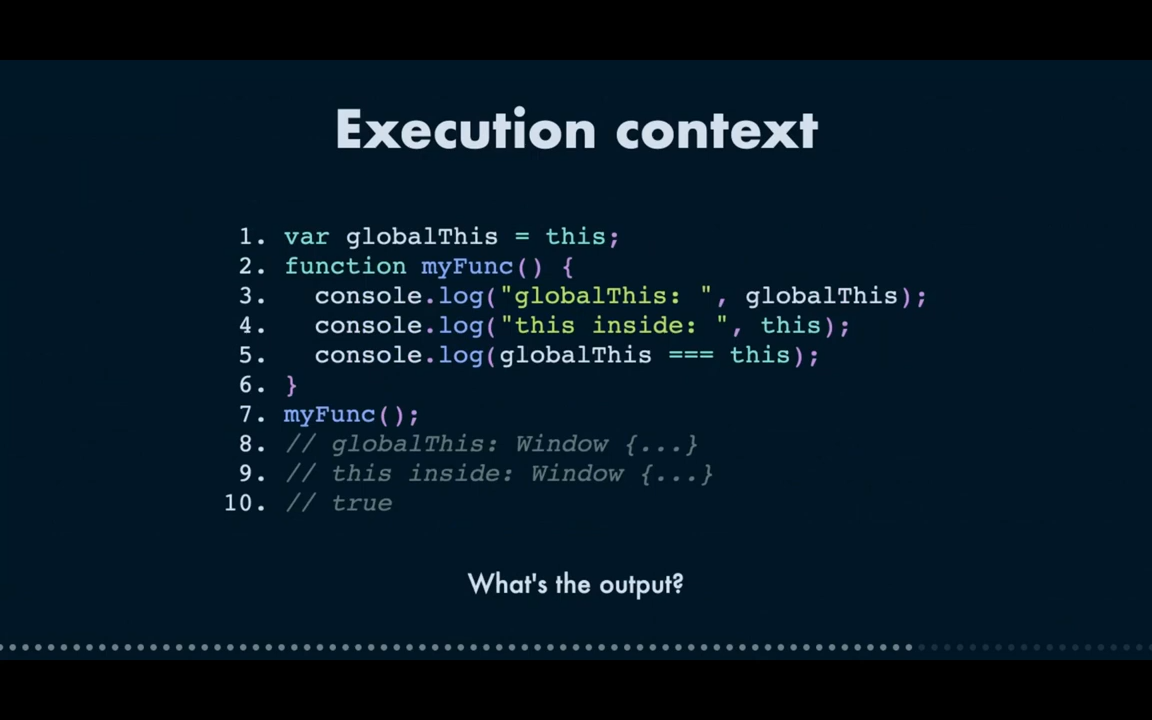 Execution context
1. var globalThis = this;
2. function myFunc() {
3.   console.log("globalThis: ", globalThis);
4.   console.log("this inside: ", this);
5.   console.log(globalThis === this);
6. }
7. myFunc();
8. // globalThis: Window {...}
9. // this inside: Window {...}
10. // true
What's the output?